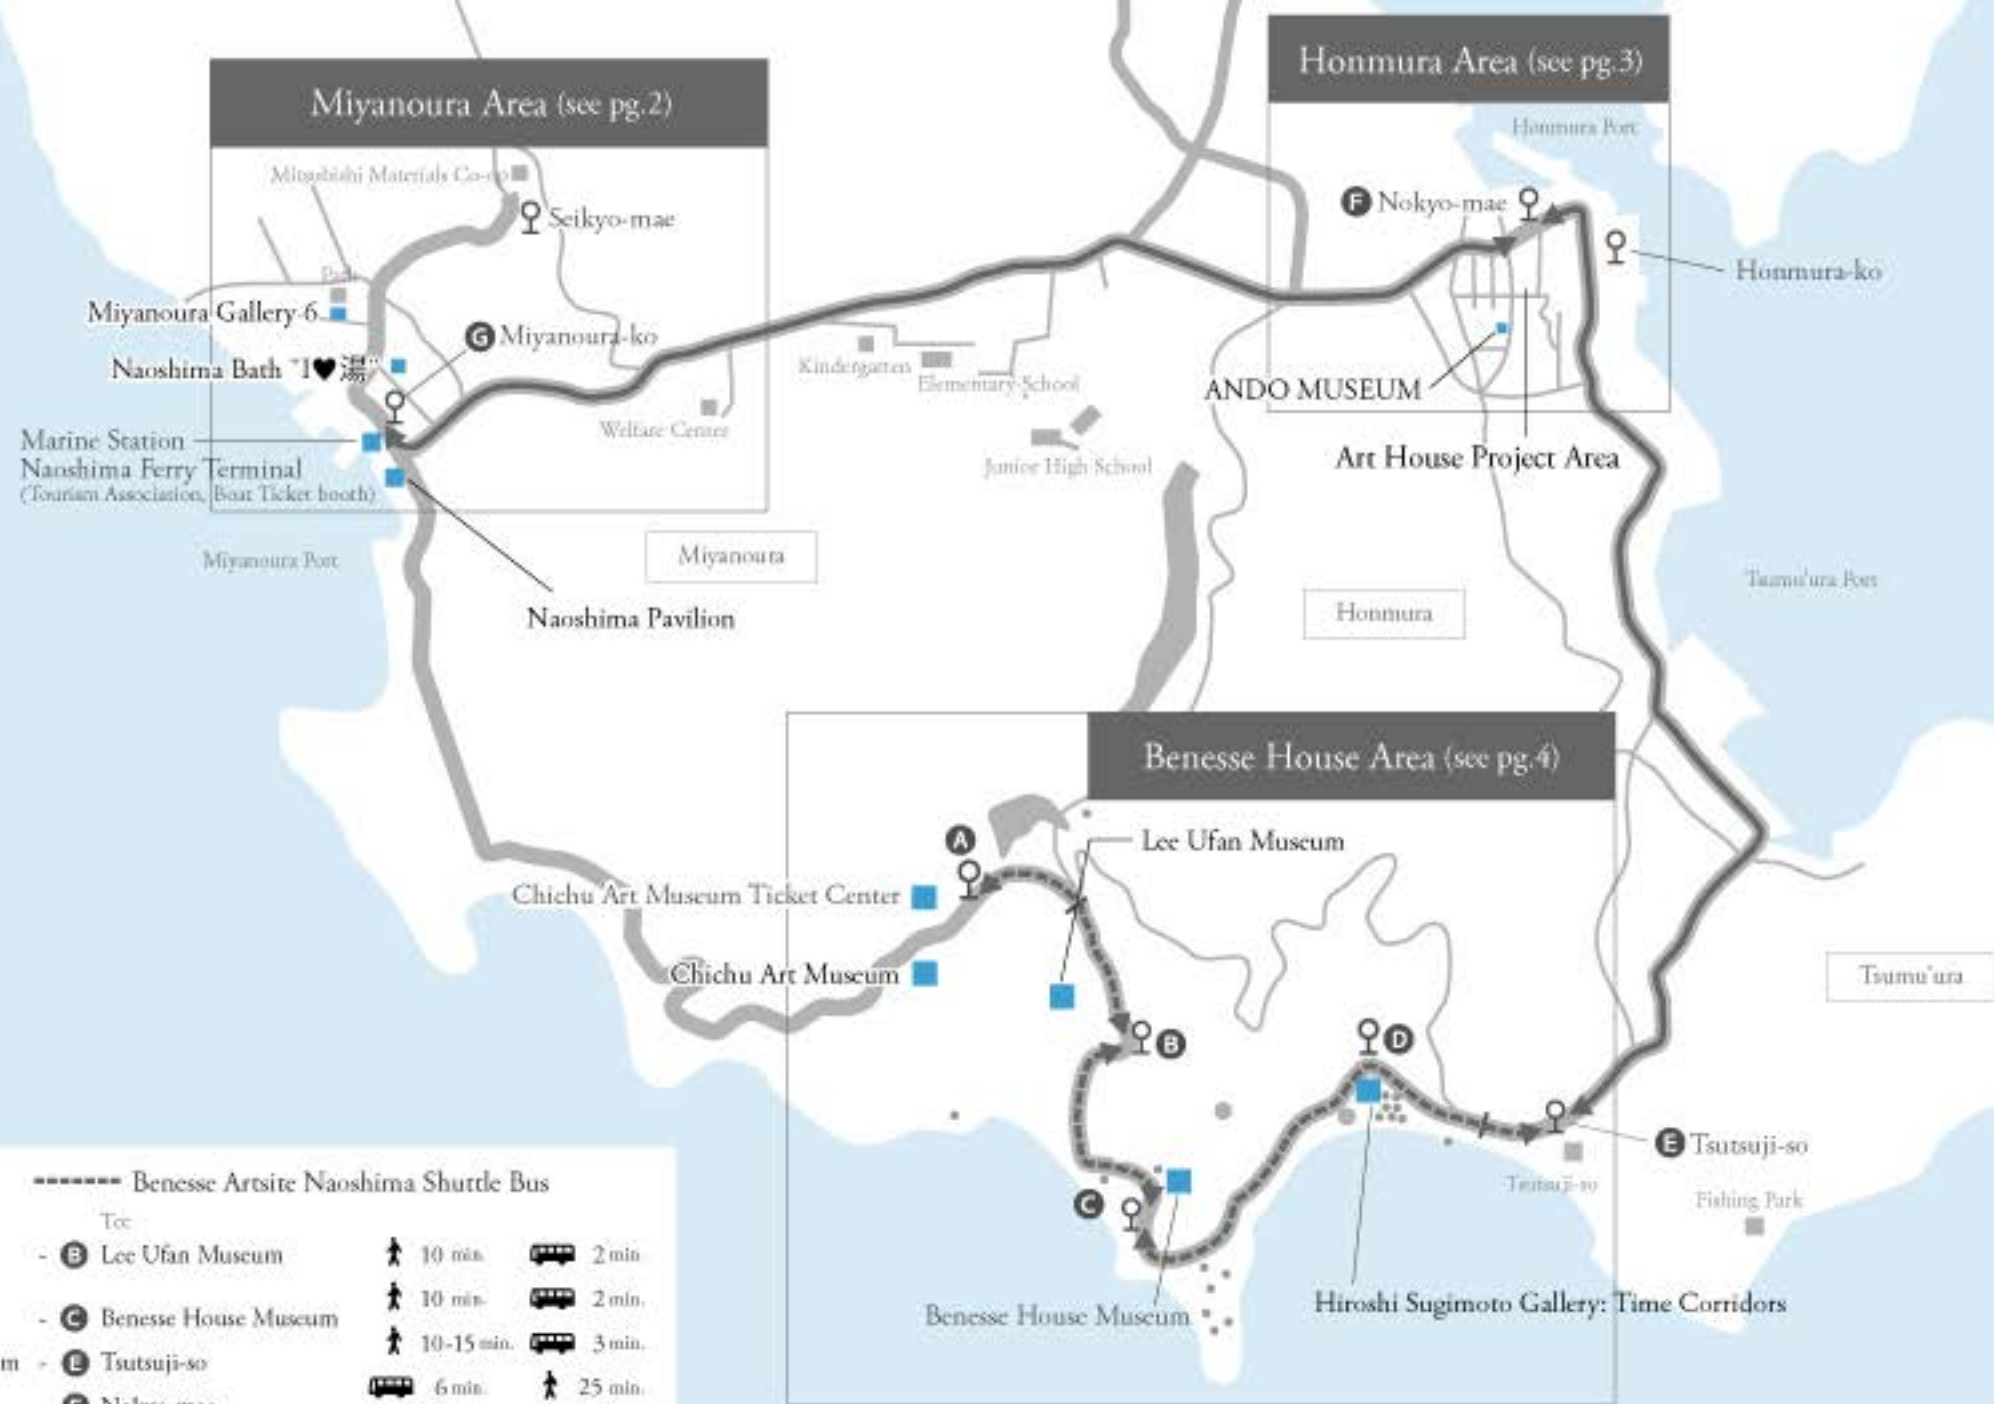 Miyanoura Area (see pg.2)
Honmura Area (see pg.3)
Honmura Port
Mitsubishi Materials Co-op
Seikyo-mae
F Nokyo-mae
Honmura-ko
Park
Miyanoura Gallery 6
G Miyanoura-ko
Naoshima Bath "I♥湯"
Kindergarten
Elementary School
ANDO MUSEUM
Welfare Center
Marine Station
Naoshima Ferry Terminal
(Tourism Association, Boat Ticket booth)
Junior High School
Art House Project Area
Miyanoura Port
Miyanoura
Naoshima Pavilion
Honmura
Tsumu'ura Port
Benesse House Area (see pg.4)
A
Lee Ufan Museum
Chichu Art Museum Ticket Center
Chichu Art Museum
Tsumu'ura
B
D
E Tsutsuji-so
Tsutsuji-so
Fishing Park
C
Benesse House Museum
Hiroshi Sugimoto Gallery: Time Corridors
Benesse Artsite Naoshima Shuttle Bus
To:
- B Lee Ufan Museum 10 min. 2 min.
10 min. 2 min.
- C Benesse House Museum
10-15 min. 3 min.
m - E Tsutsuji-so
6 min. 25 min.